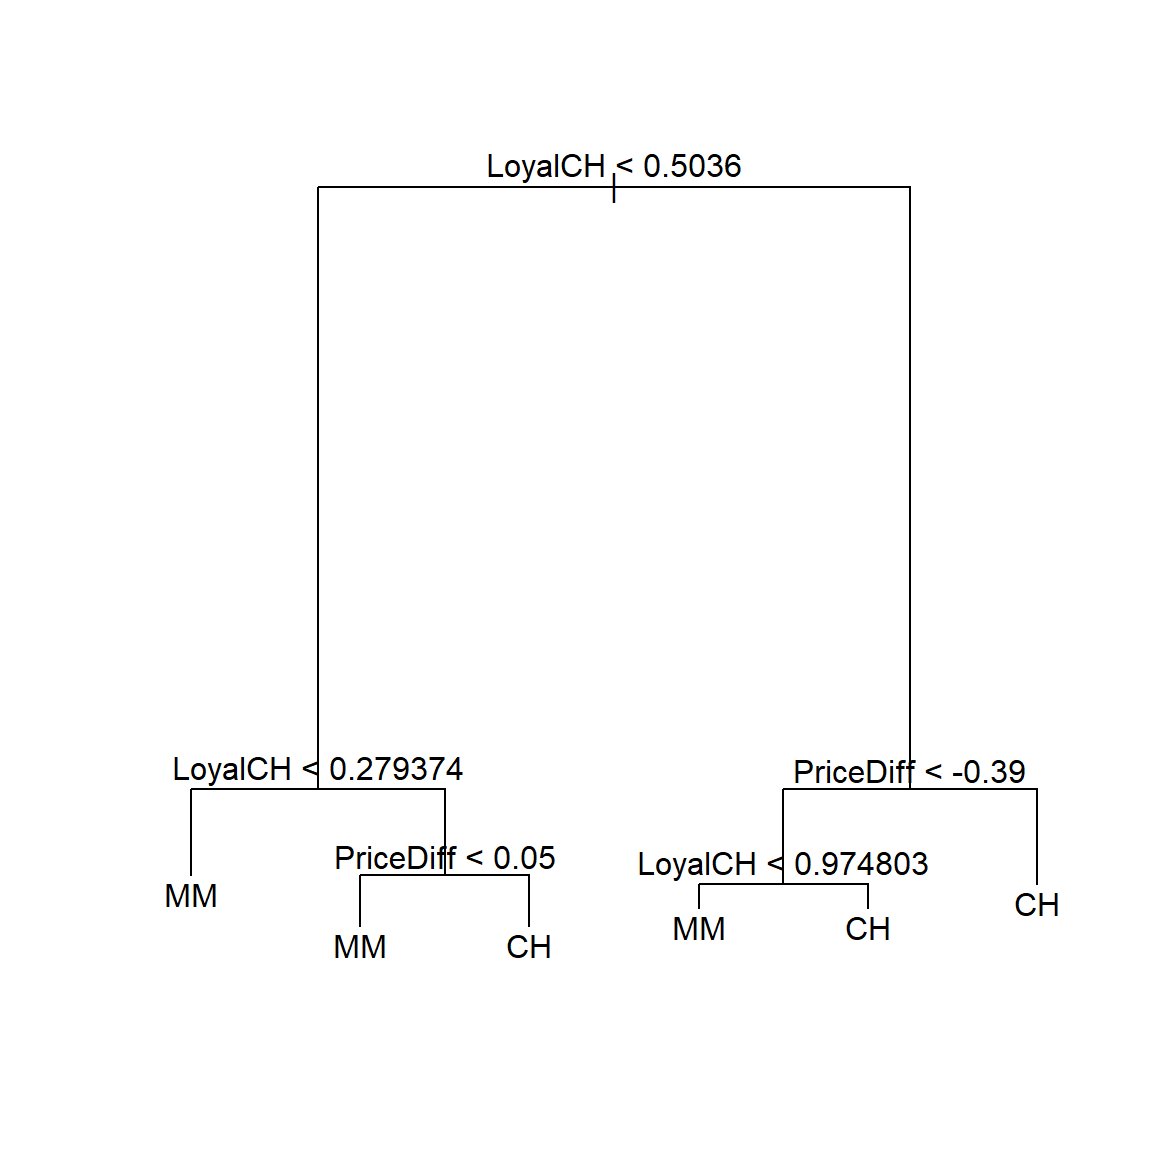 LoyalCH < 0.5036
LoyalCH < 0.279374
PriceDiff < -0.39
PriceDiff < 0.05
LoyalCH < 0.974803
MM
CH
MM
CH
MM
CH